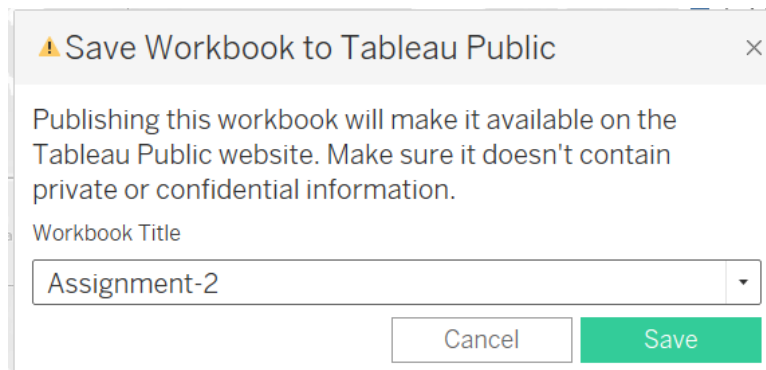 Save Workbook to Tableau Public
Publishing this workbook will make it available on the
Tableau Public website. Make sure it doesn't contain
private or confidential information.
Workbook Title
Assignment-2
Cancel Save